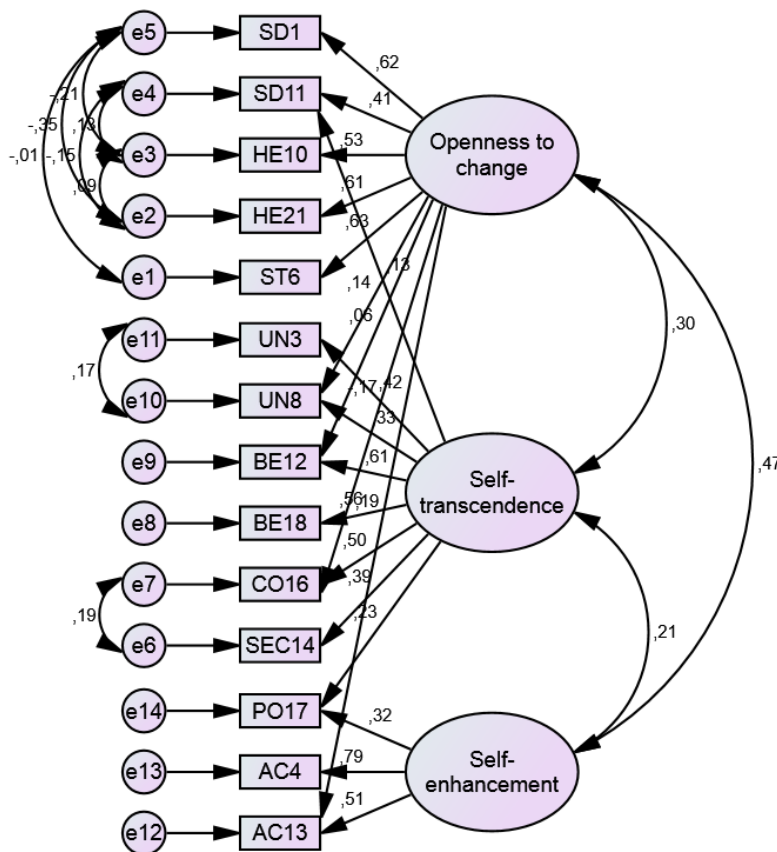 e5
SD1
,62
-,21
e4
SD11
,41
-,35
,13
Openness to
change
-,01
-,15
e3
HE10
,53
,09
e2
HE21
,61
,63
e1
ST6
,13
,14
,06
,30
e11
UN3
,17
-,17
,42
e10
UN8
,33
e9
BE12
,61
,47
Self-
transcendence
e8
BE18
,56
,19
,50
e7
CO16
,39
,19
,23
e6
SEC14
,21
e14
PO17
,32
e13
AC4
,79
Self-
enhancement
,51
e12
AC13